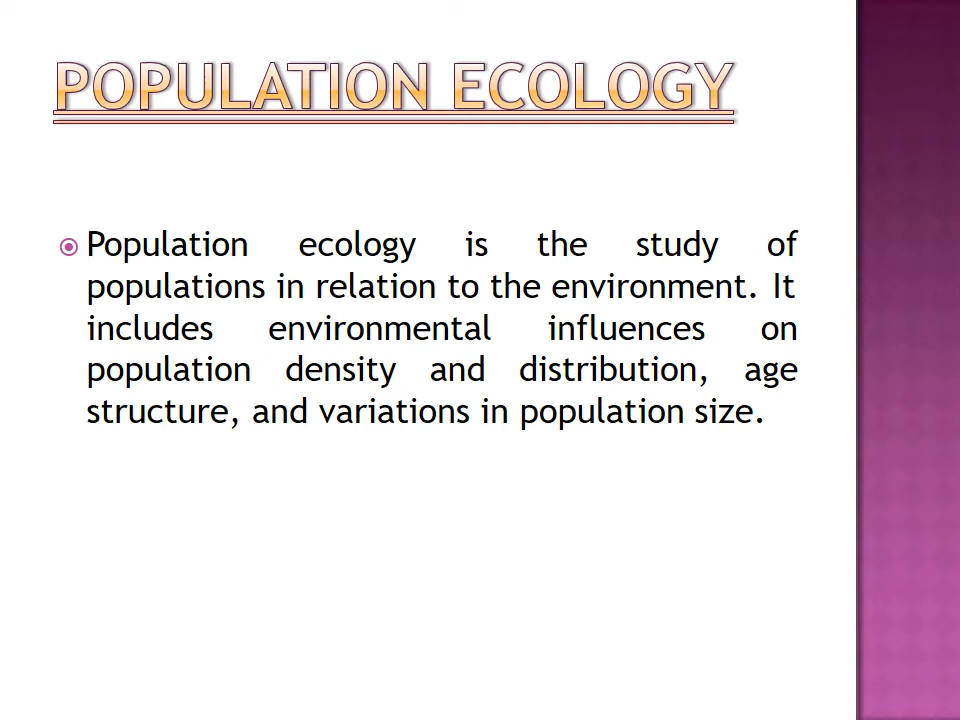 POPULATION ECOLOGY
Population ecology is the study of
populations in relation to the environment. It
includes environmental influences on
population density and distribution, age
structure, and variations in population size.